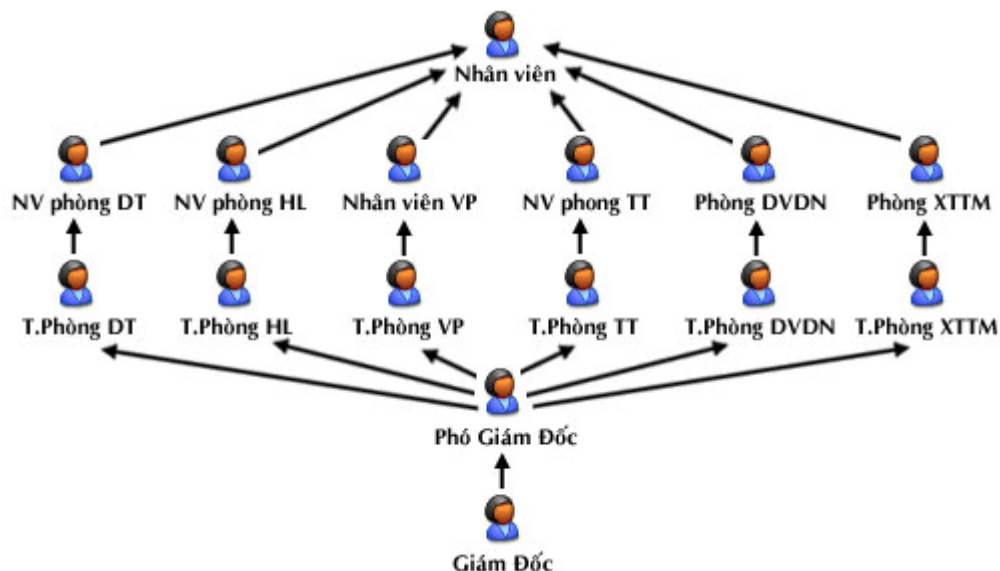 Nhân viên
NV phòng DT
NV phòng HL
Nhân viên VP
NV phong TT
Phòng DVDN
Phòng XTTM
T.Phòng DT
T.Phòng HL
T.Phòng VP
T.Phòng TT
T.Phòng DVDN
T.Phòng XTTM
Phó Giám Đốc
Giám Đốc